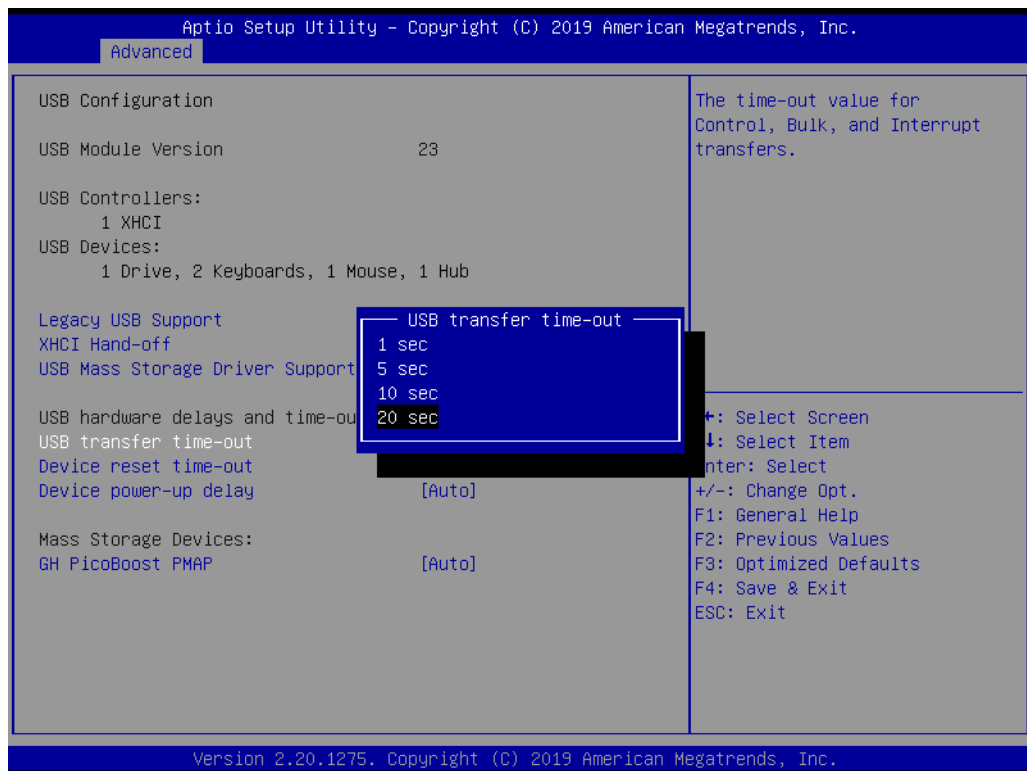 Aptio Setup Utility – Copyright (C) 2019 American Megatrends, Inc.
Advanced
USB Configuration
USB Module Version 23
USB Controllers:
1 XHCI
USB Devices:
1 Drive, 2 Keyboards, 1 Mouse, 1 Hub
Legacy USB Support
XHCI Hand-off
USB Mass Storage Driver Support
USB hardware delays and time-ou
USB transfer time-out
Device reset time-out
Device power-up delay [Auto]
Mass Storage Devices:
GH PicoBoost PMAP [Auto]
USB transfer time-out
1 sec
5 sec
10 sec
20 sec
The time-out value for
Control, Bulk, and Interrupt
transfers.
←: Select Screen
↓: Select Item
nter: Select
+/-: Change Opt.
F1: General Help
F2: Previous Values
F3: Optimized Defaults
F4: Save & Exit
ESC: Exit
Version 2.20.1275. Copyright (C) 2019 American Megatrends, Inc.